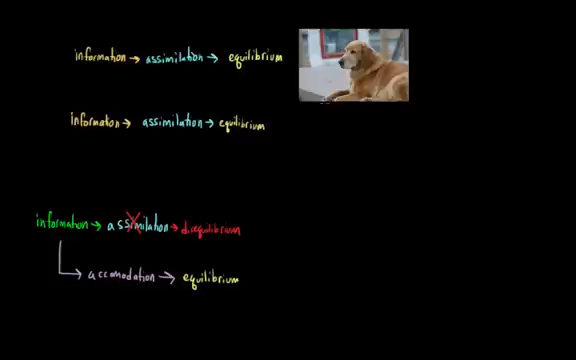 information → assimilation → equilibrium
information → assimilation → equilibrium
information → assimilation → disequilibrium
accomodation → equilibrium